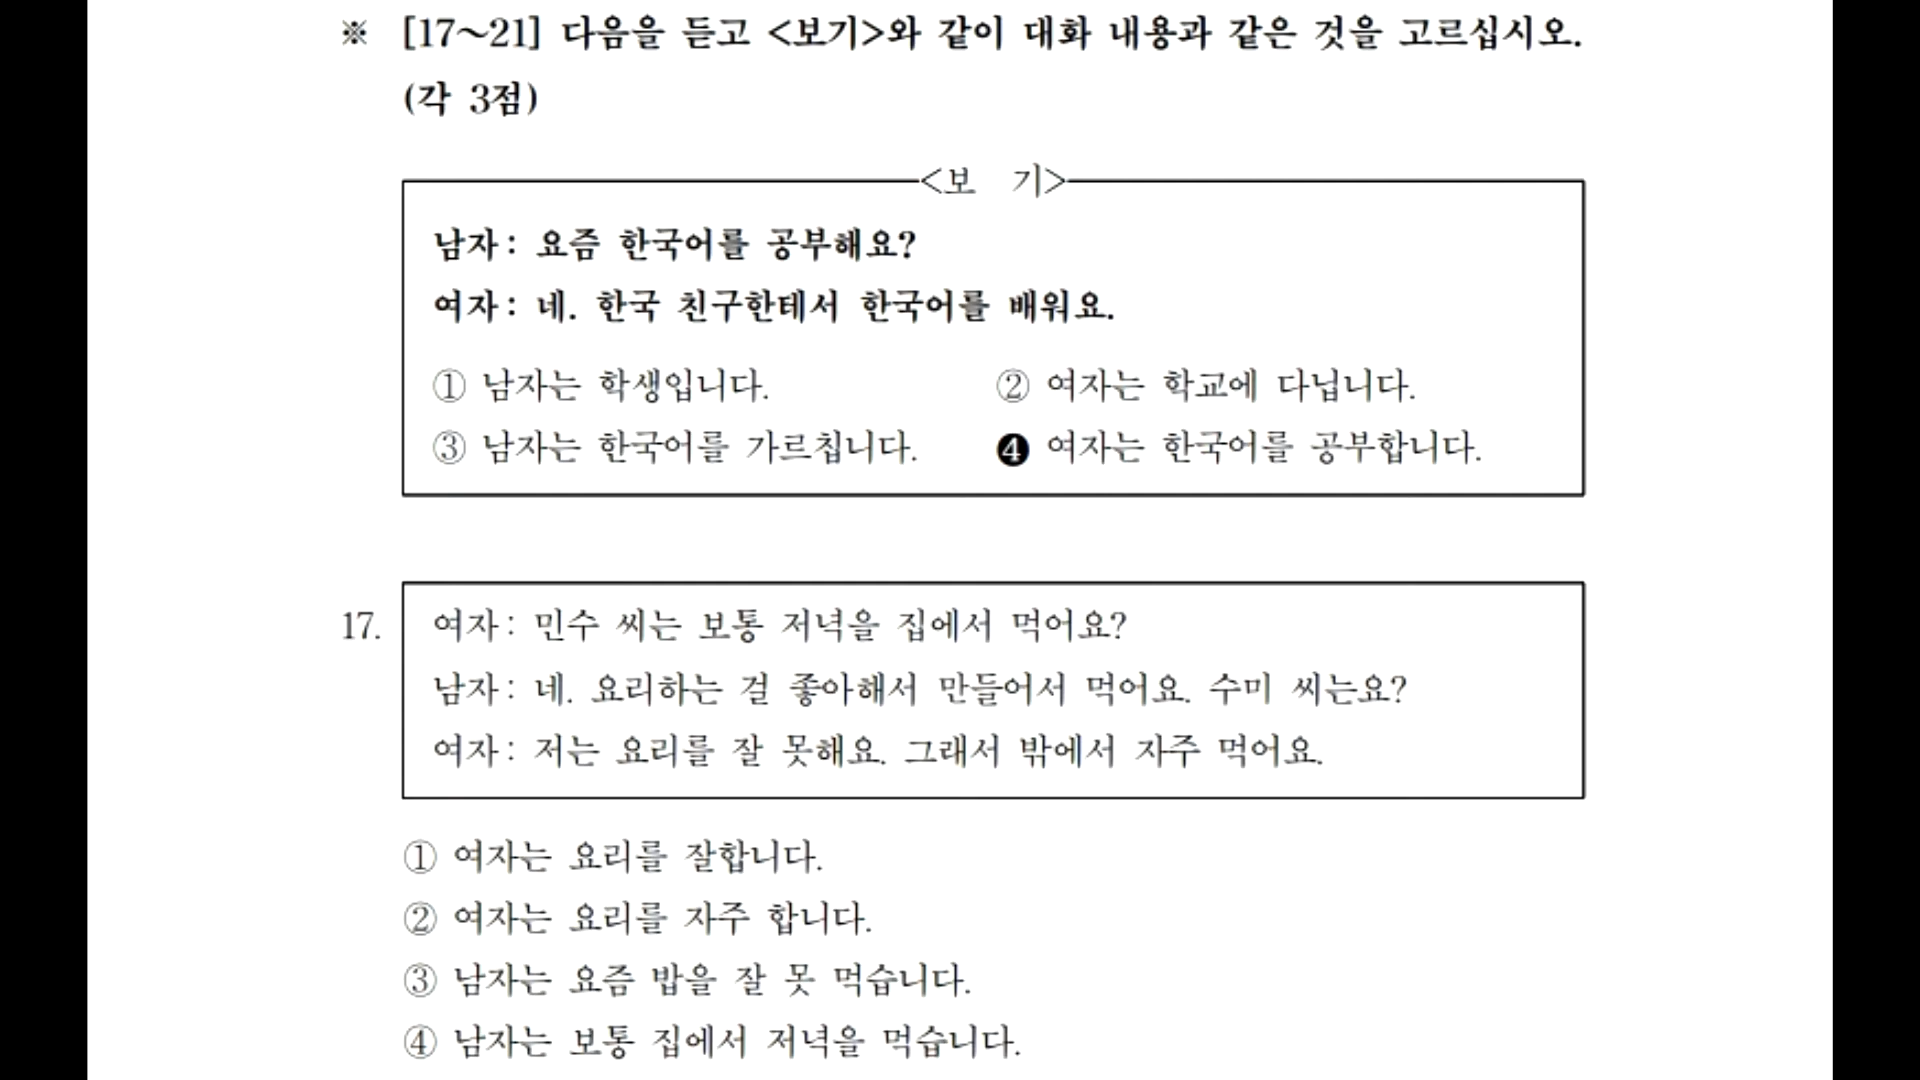 ※ [17～21] 다음을 듣고 <보기>와 같이 대화 내용과 같은 것을 고르십시오.
(각 3점)
<보 기>
남자: 요즘 한국어를 공부해요?
여자: 네. 한국 친구한테서 한국어를 배워요.
① 남자는 학생입니다. ② 여자는 학교에 다닙니다.
③ 남자는 한국어를 가르칩니다. ❹ 여자는 한국어를 공부합니다.
17. 여자: 민수 씨는 보통 저녁을 집에서 먹어요?
남자: 네. 요리하는 걸 좋아해서 만들어서 먹어요. 수미 씨는요?
여자: 저는 요리를 잘 못해요. 그래서 밖에서 자주 먹어요.
① 여자는 요리를 잘합니다.
② 여자는 요리를 자주 합니다.
③ 남자는 요즘 밥을 잘 못 먹습니다.
④ 남자는 보통 집에서 저녁을 먹습니다.